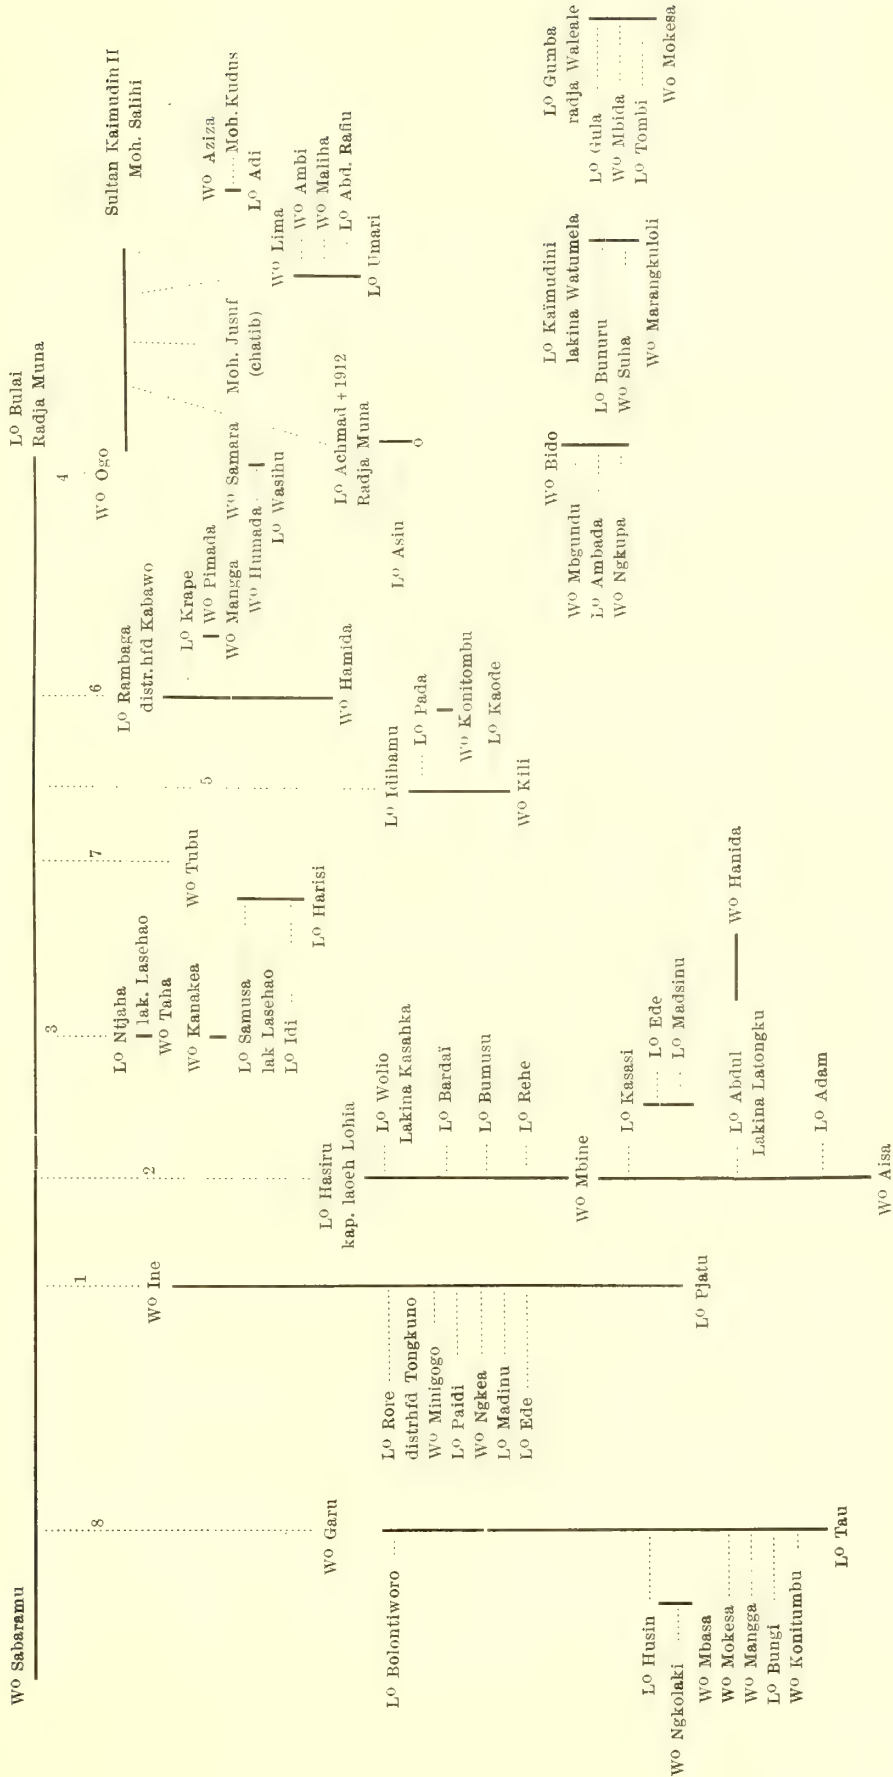 Wo Sabaramu
Lo Bulai
Radja Muna
8
1
2
3
7
5
6
4
Wo Garu
Lo Bolontiworo
Lo Husin
Wo Ngkolaki
Wo Mbasa
Wo Mokesa
Wo Mangga
Lo Bungi
Wo Konitumbu
Lo Tau
Wo Ine
Lo Rore
distrhfd Tongkuno
Wo Minigogo
Lo Paidi
Wo Ngkea
Lo Madinu
Lo Ede
Lo Pjatu
Lo Hasiru
kap. laoeh Lohia
Lo Wolio
Lakina Kasahka
Lo Bardaï
Lo Bumusu
Lo Rehe
Wo Mbine
Lo Kasasi
Lo Ede
Lo Madsinu
Lo Abdul
Lakina Latongku
Wo Hanida
Lo Adam
Wo Aisa
Lo Ntjaha
lak. Lasehao
Wo Taha
Wo Kanakea
Lo Samusa
lak Lasehao
Lo Idi
Wo Tubu
Lo Harisi
Lo Idibamu
Lo Pada
Wo Konitombu
Lo Kaode
Wo Kili
Lo Rambaga
distr.hfd Kabawo
Lo Krape
Wo Pimada
Wo Mangga
Wo Humada
Wo Samara
Lo Wasihu
Wo Hamida
Lo Asiu
Wo Ogo
Sultan Kaimudin II
Moh. Salihi
Lo Achmad + 1912
Radja Muna
o
Moh. Jusuf
(chatib)
Wo Lima
Wo Ambi
Wo Maliha
Lo Abd. Rafiu
Lo Umari
Wo Aziza
Moh. Kudus
Lo Adi
Wo Bido
Wo Mbgundu
Lo Ambada
Wo Ngkupa
Lo Kaïmudini
lakina Watumela
Lo Bunuru
Wo Suha
Wo Marangkuloli
Lo Gumba
radja Waleale
Lo Gula
Wo Mbida
Lo Tombi
Wo Mokesa